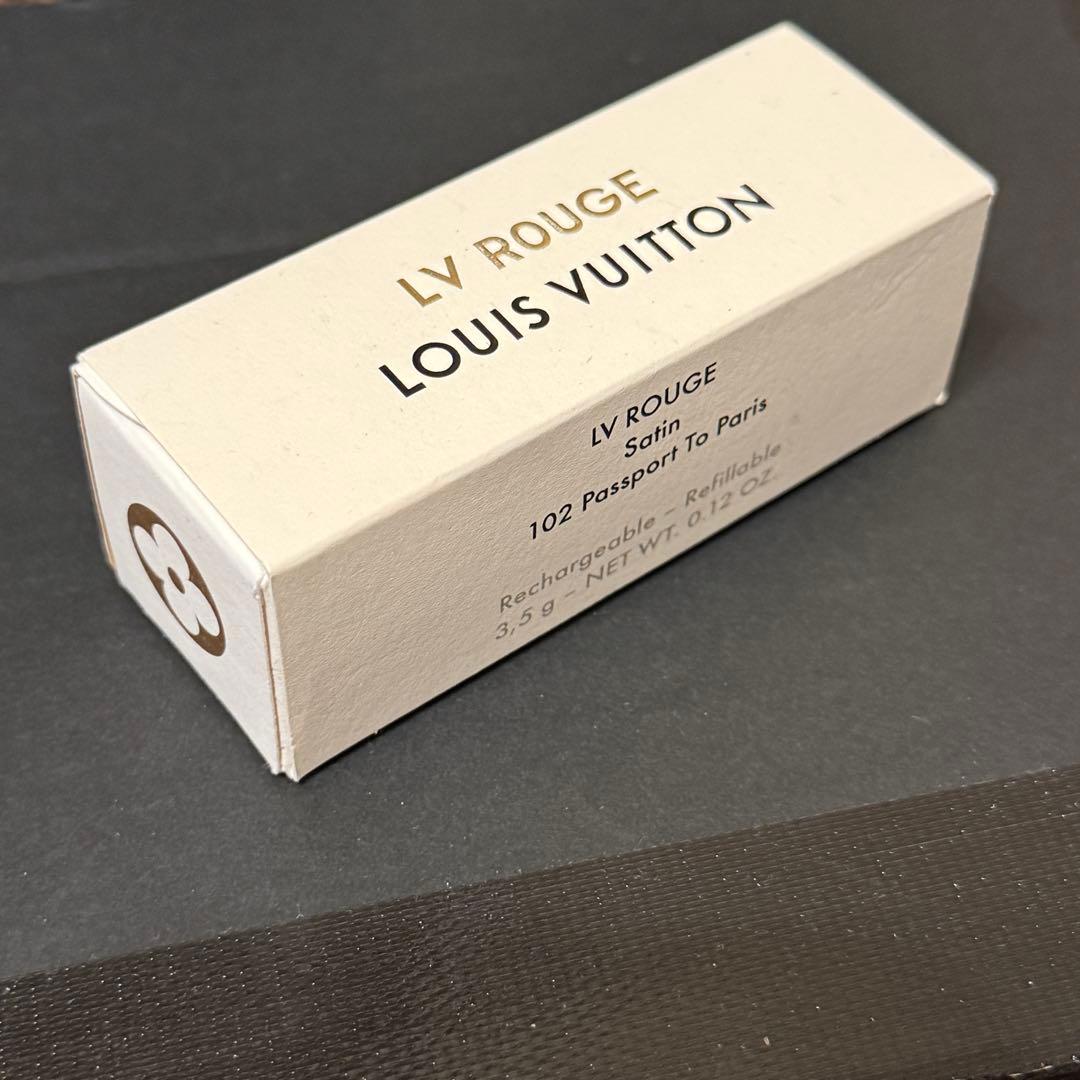 LV ROUGE
LOUIS VUITTON
LV ROUGE
Satin
102 Passport To Paris
Rechargeable – Refillable
3,5 g – NET WT. 0.12 OZ.